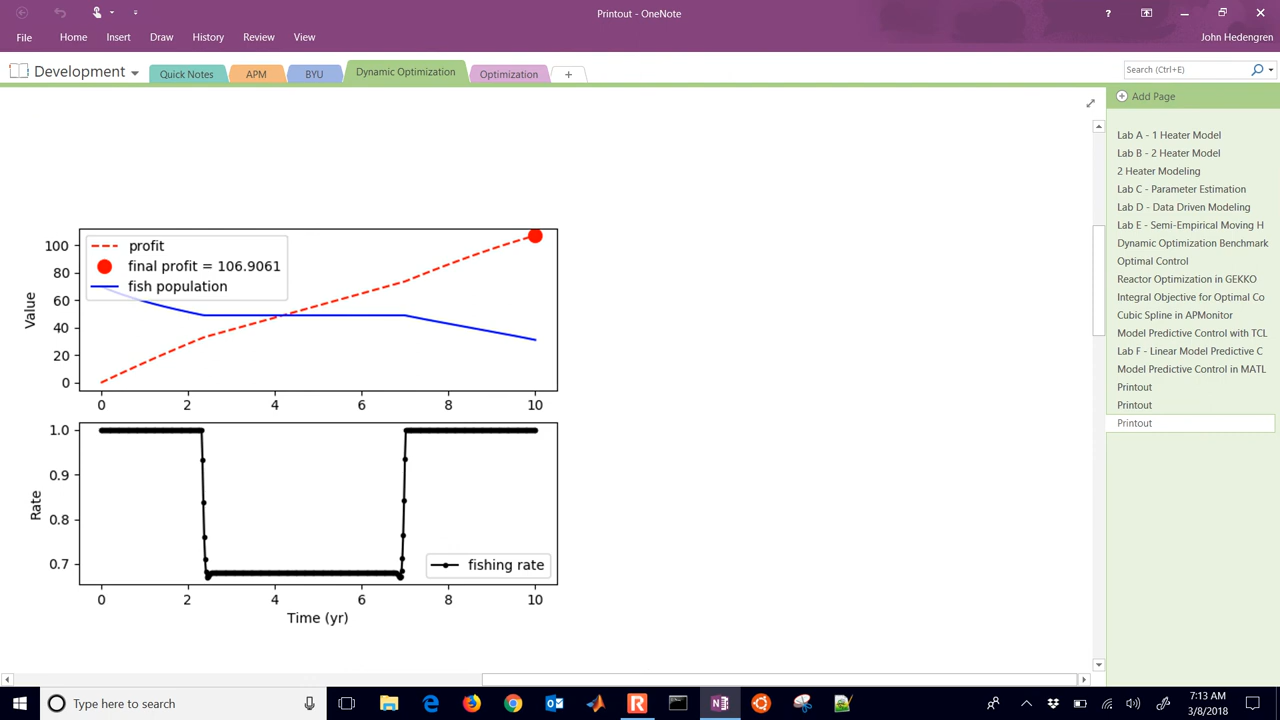 Printout - OneNote
?
File Home Insert Draw History Review View
John Hedengren
Development
Quick Notes APM BYU Dynamic Optimization Optimization +
Search (Ctrl+E)
Add Page
Lab A - 1 Heater Model
Lab B - 2 Heater Model
2 Heater Modeling
Lab C - Parameter Estimation
Lab D - Data Driven Modeling
Lab E - Semi-Empirical Moving H
Dynamic Optimization Benchmark
Optimal Control
Reactor Optimization in GEKKO
Integral Objective for Optimal Co
Cubic Spline in APMonitor
Model Predictive Control with TCL
Lab F - Linear Model Predictive C
Model Predictive Control in MATL
Printout
Printout
Printout
Value
100
80
60
40
20
0
profit
final profit = 106.9061
fish population
0 2 4 6 8 10
Rate
1.0
0.9
0.8
0.7
fishing rate
0 2 4 6 8 10
Time (yr)
Type here to search
7:13 AM
3/8/2018